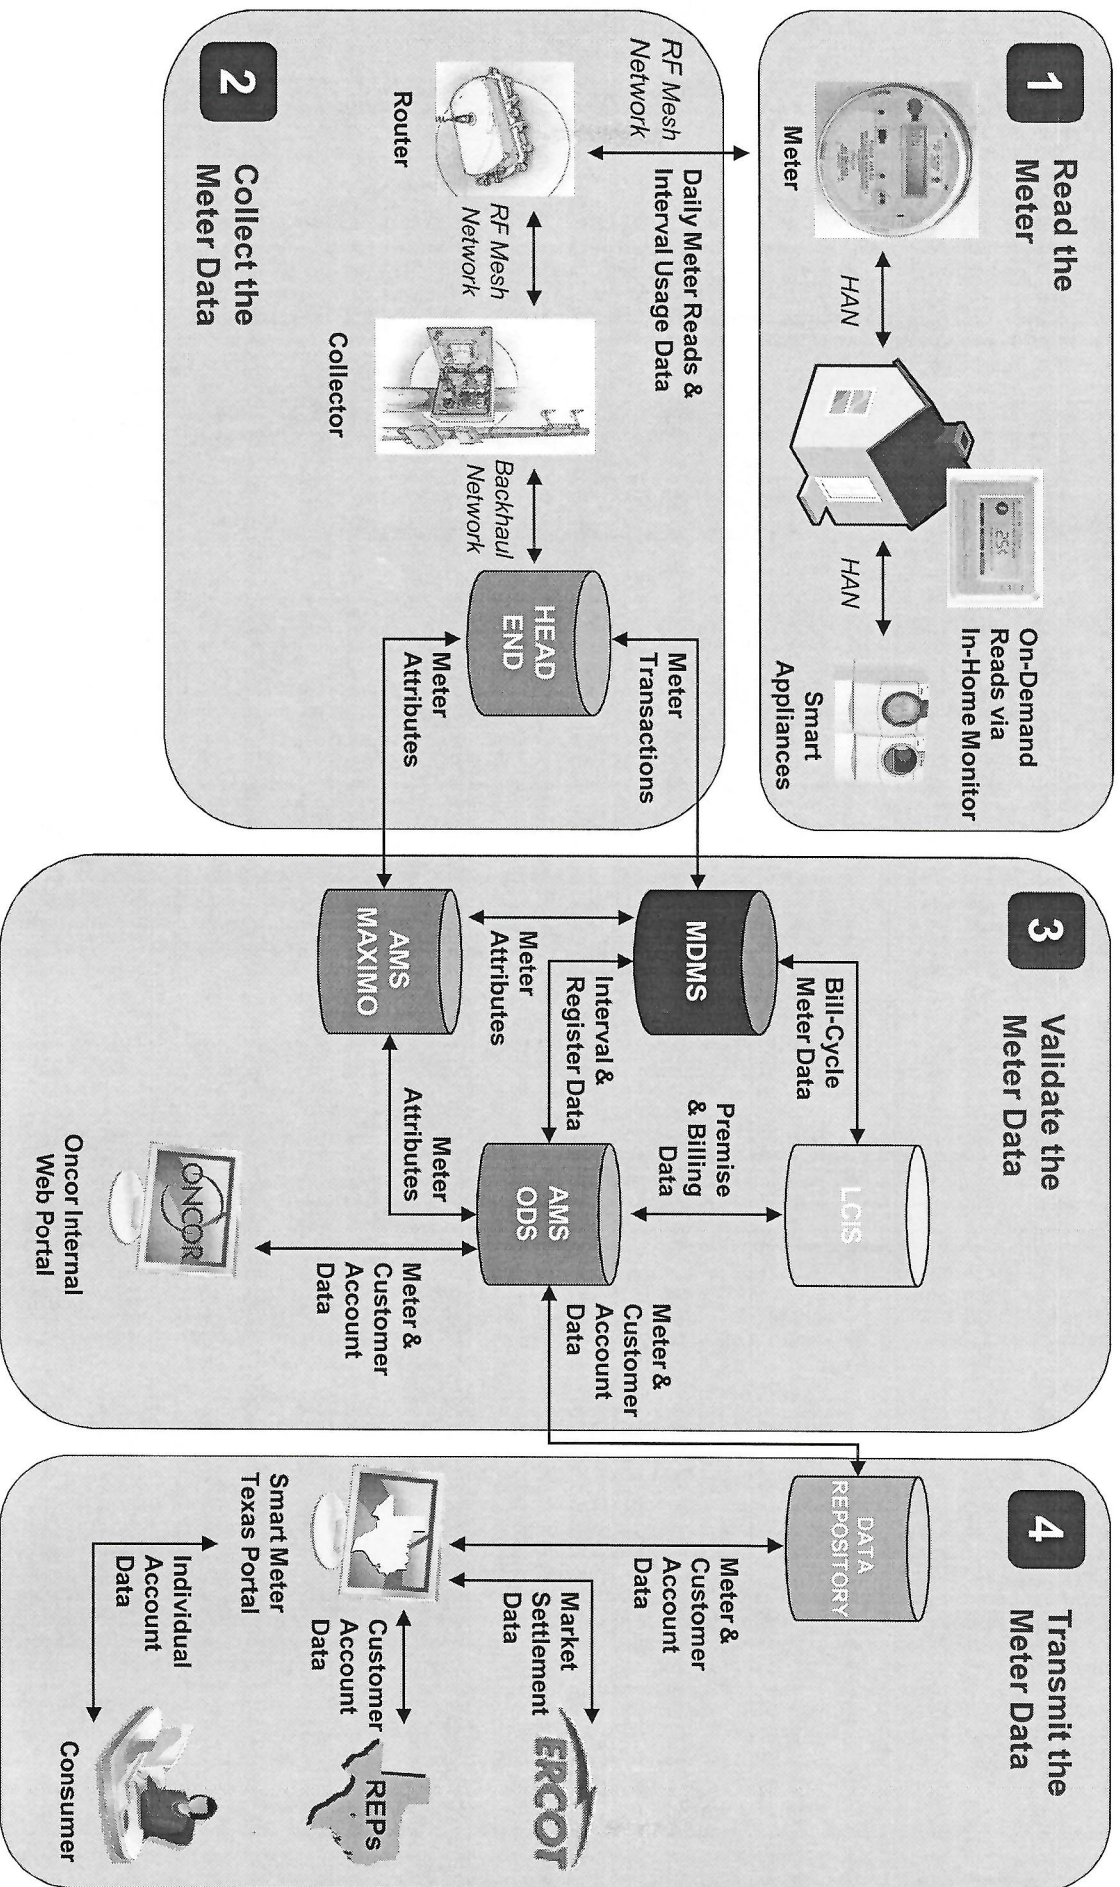 1
Read the
Meter
Meter
HAN
HAN
On-Demand
Reads via
In-Home Monitor
Smart
Appliances
RF Mesh
Network
Daily Meter Reads &
Interval Usage Data
2
Collect the
Meter Data
Router
RF Mesh
Network
Collector
Backhaul
Network
HEAD
END
Meter
Transactions
Meter
Attributes
3
Validate the
Meter Data
MDMS
Bill-Cycle
Meter Data
LCIS
Premise
& Billing
Data
Interval &
Register Data
Meter
Attributes
AMS
MAXIMO
Meter
Attributes
AMS
ODS
Meter &
Customer
Account
Data
Meter &
Customer
Account
Data
ONCOR
Oncor Internal
Web Portal
4
Transmit the
Meter Data
DATA
REPOSITORY
Meter &
Customer
Account
Data
Market
Settlement
Data
ERCOT
Smart Meter
Texas Portal
Customer
Account
Data
REPs
Individual
Account
Data
Consumer